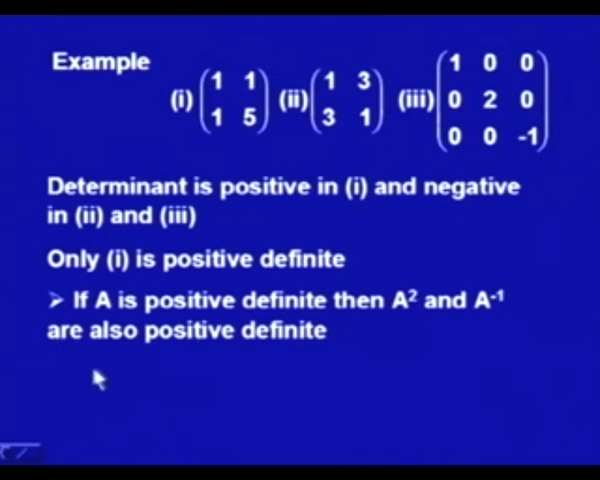 Example
(i) (1 1 (ii) (1 3 (iii) (1 0 0
1 5) 3 1) 0 2 0
0 0 -1)
Determinant is positive in (i) and negative
in (ii) and (iii)
Only (i) is positive definite
➢ If A is positive definite then A² and A⁻¹
are also positive definite